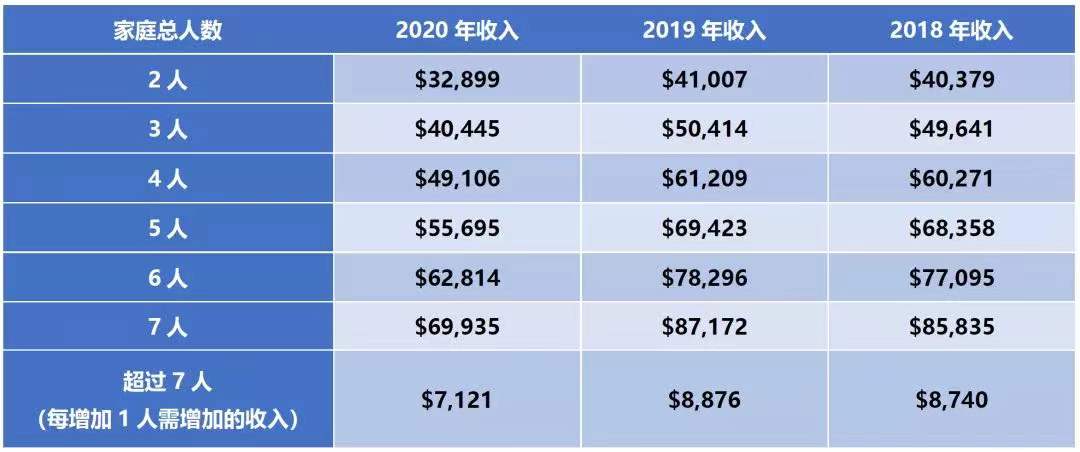 家庭总人数 2020 年收入 2019 年收入 2018 年收入
2 人 $32,899 $41,007 $40,379
3 人 $40,445 $50,414 $49,641
4 人 $49,106 $61,209 $60,271
5 人 $55,695 $69,423 $68,358
6 人 $62,814 $78,296 $77,095
7 人 $69,935 $87,172 $85,835
超过 7 人
（每增加 1 人需增加的收入） $7,121 $8,876 $8,740